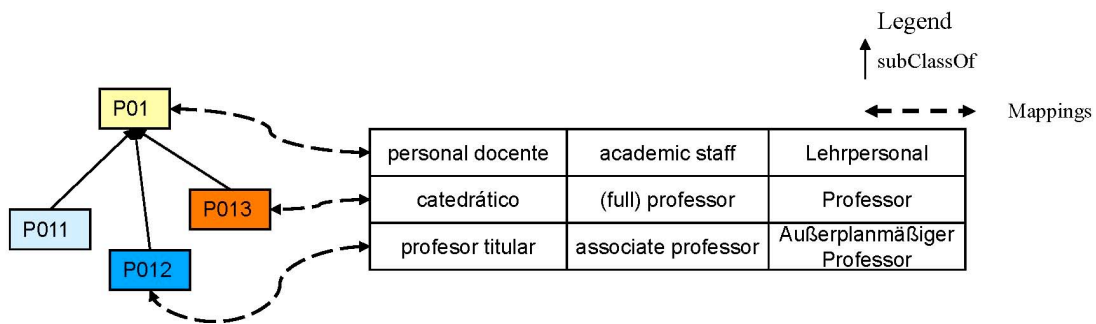 Legend
subClassOf
Mappings
P01
P011
P012
P013
personal docente academic staff Lehrpersonal
catedrático (full) professor Professor
profesor titular associate professor Außerplanmäßiger
Professor